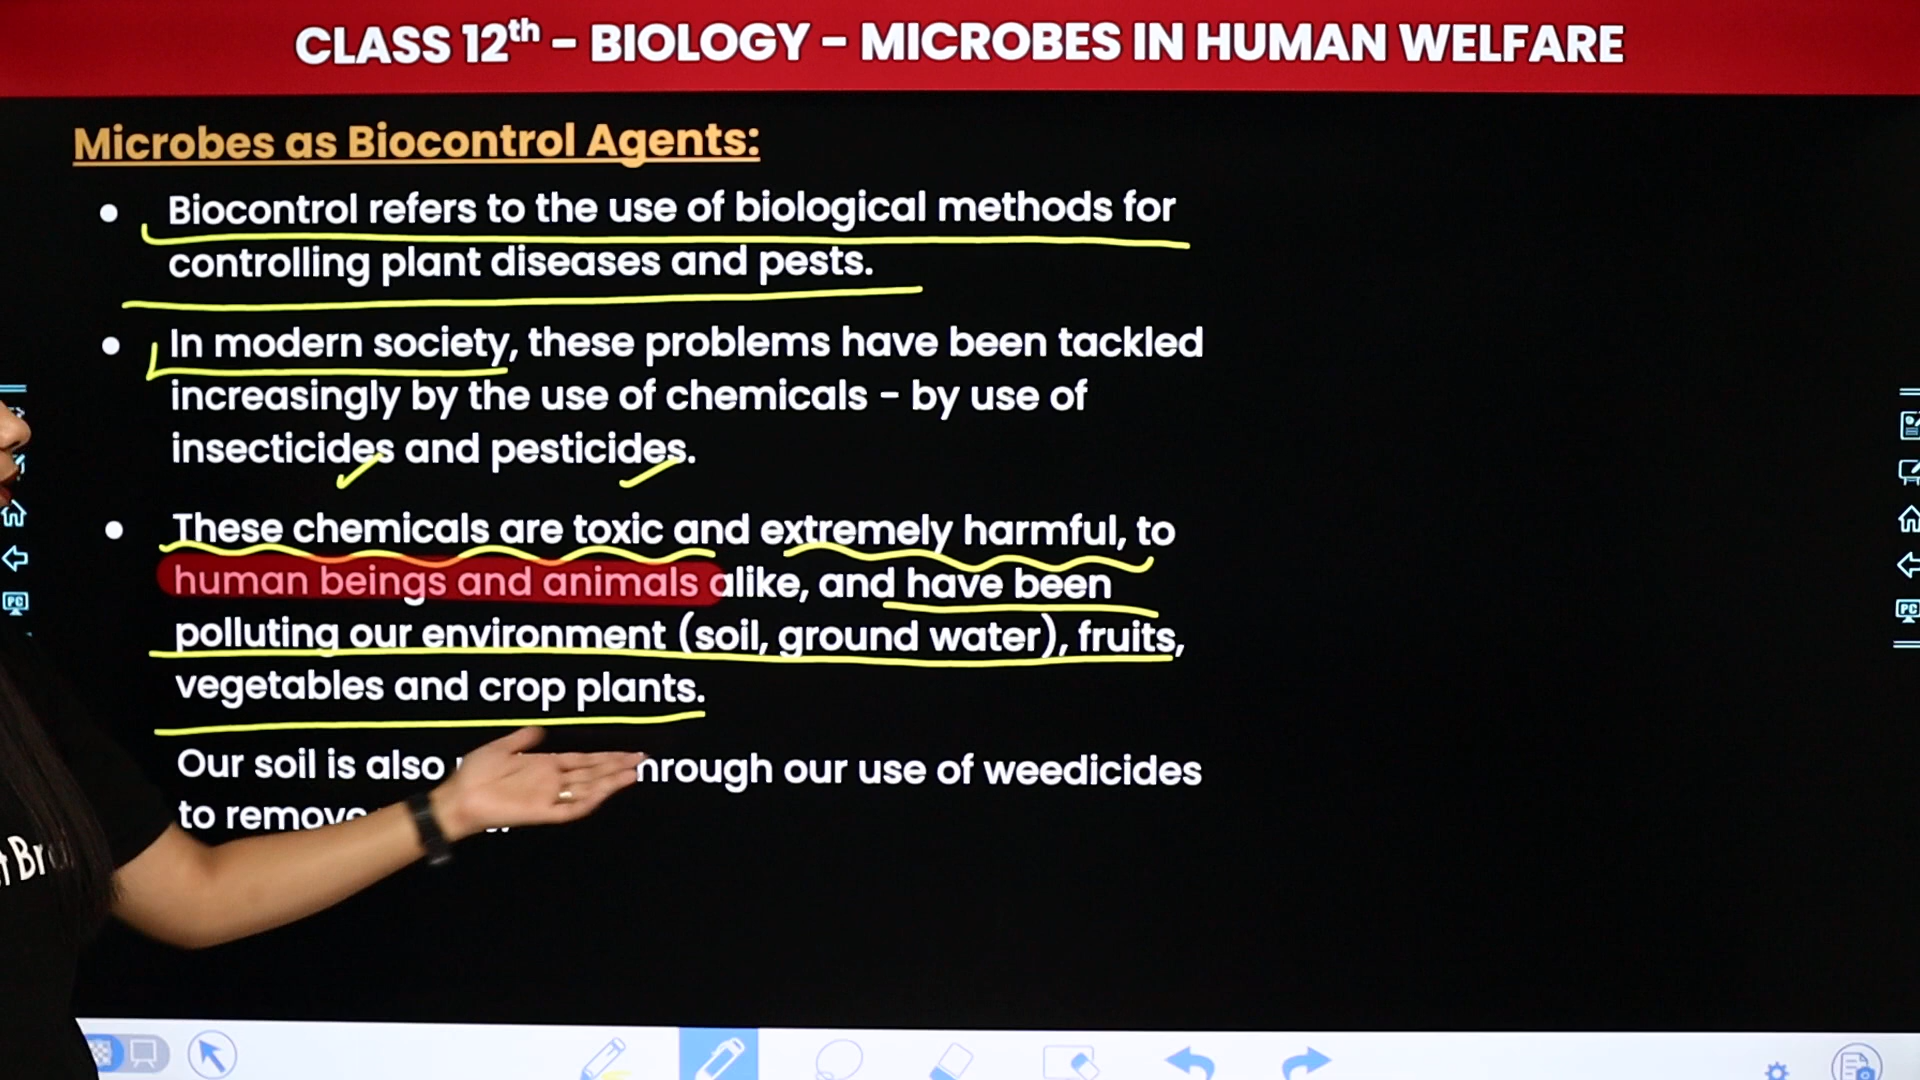 CLASS 12th – BIOLOGY – MICROBES IN HUMAN WELFARE
Microbes as Biocontrol Agents:
• Biocontrol refers to the use of biological methods for
controlling plant diseases and pests.
• In modern society, these problems have been tackled
increasingly by the use of chemicals – by use of
insecticides and pesticides.
• These chemicals are toxic and extremely harmful, to
human beings and animals alike, and have been
polluting our environment (soil, ground water), fruits,
vegetables and crop plants.
Our soil is also through our use of weedicides
to remove
PC
PC